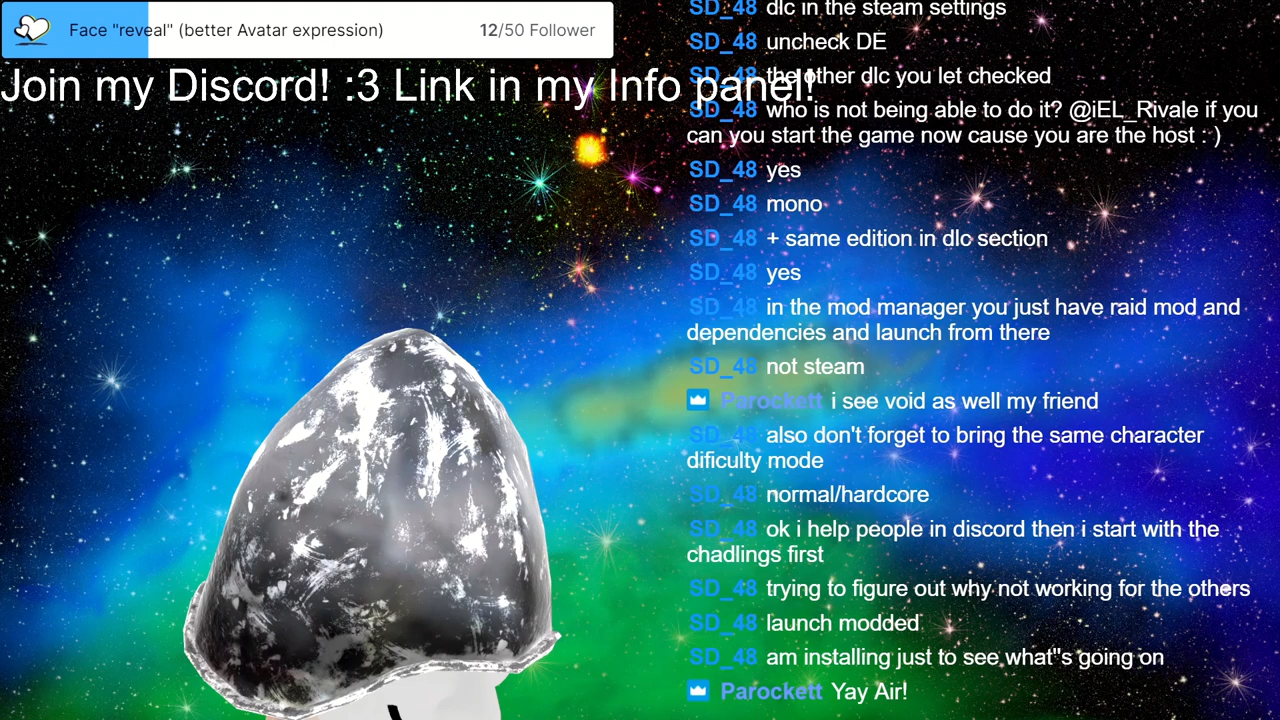 Face "reveal" (better Avatar expression) 12/50 Follower
Join my Discord! :3 Link in my Info panel!
SD_48 dlc in the steam settings
SD_48 uncheck DE
SD_48 the other dlc you let checked
SD_48 who is not being able to do it? @iEL_Rivale if you
can you start the game now cause you are the host : )
SD_48 yes
SD_48 mono
SD_48 + same edition in dlc section
SD_48 yes
SD_48 in the mod manager you just have raid mod and
dependencies and launch from there
SD_48 not steam
Parockett i see void as well my friend
SD_48 also don't forget to bring the same character
dificulty mode
SD_48 normal/hardcore
SD_48 ok i help people in discord then i start with the
chadlings first
SD_48 trying to figure out why not working for the others
SD_48 launch modded
SD_48 am installing just to see what"s going on
Parockett Yay Air!